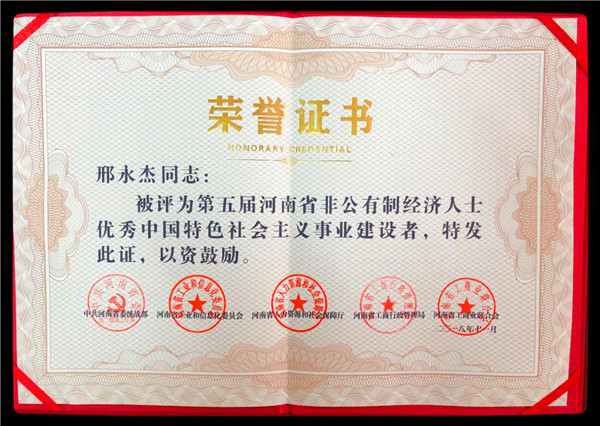 荣誉证书
HONORARY CREDENTIAL
邢永杰同志：
被评为第五届河南省非公有制经济人士
优秀中国特色社会主义事业建设者，特发
此证，以资鼓励。
中共河南省委统战部 河南省工业和信息化委员会 河南省人力资源和社会保障厅 河南省工商行政管理局 河南省工商业联合会
二〇一八年十一月